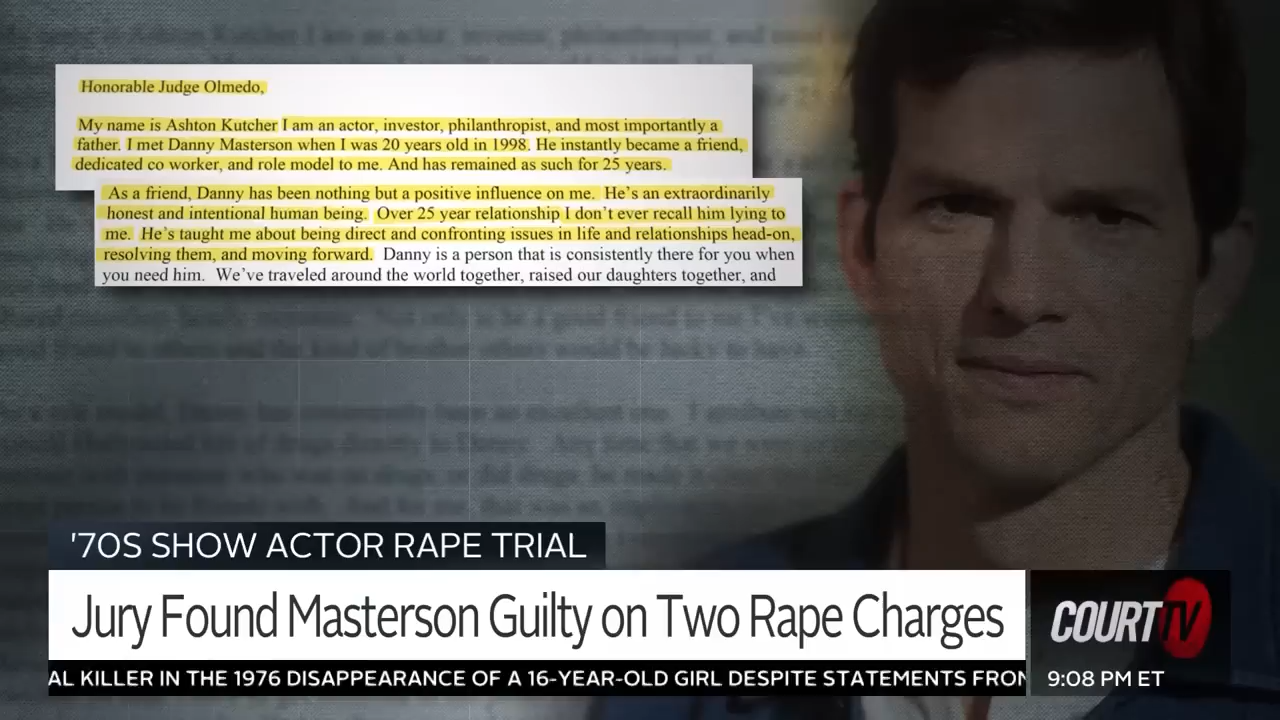 Honorable Judge Olmedo,
My name is Ashton Kutcher I am an actor, investor, philanthropist, and most importantly a
father. I met Danny Masterson when I was 20 years old in 1998. He instantly became a friend,
dedicated co worker, and role model to me. And has remained as such for 25 years.
As a friend, Danny has been nothing but a positive influence on me. He's an extraordinarily
honest and intentional human being. Over 25 year relationship I don't ever recall him lying to
me. He's taught me about being direct and confronting issues in life and relationships head-on,
resolving them, and moving forward. Danny is a person that is consistently there for you when
you need him. We've traveled around the world together, raised our daughters together, and
'70S SHOW ACTOR RAPE TRIAL
Jury Found Masterson Guilty on Two Rape Charges
COURT TV
AL KILLER IN THE 1976 DISAPPEARANCE OF A 16-YEAR-OLD GIRL DESPITE STATEMENTS FROM
9:08 PM ET